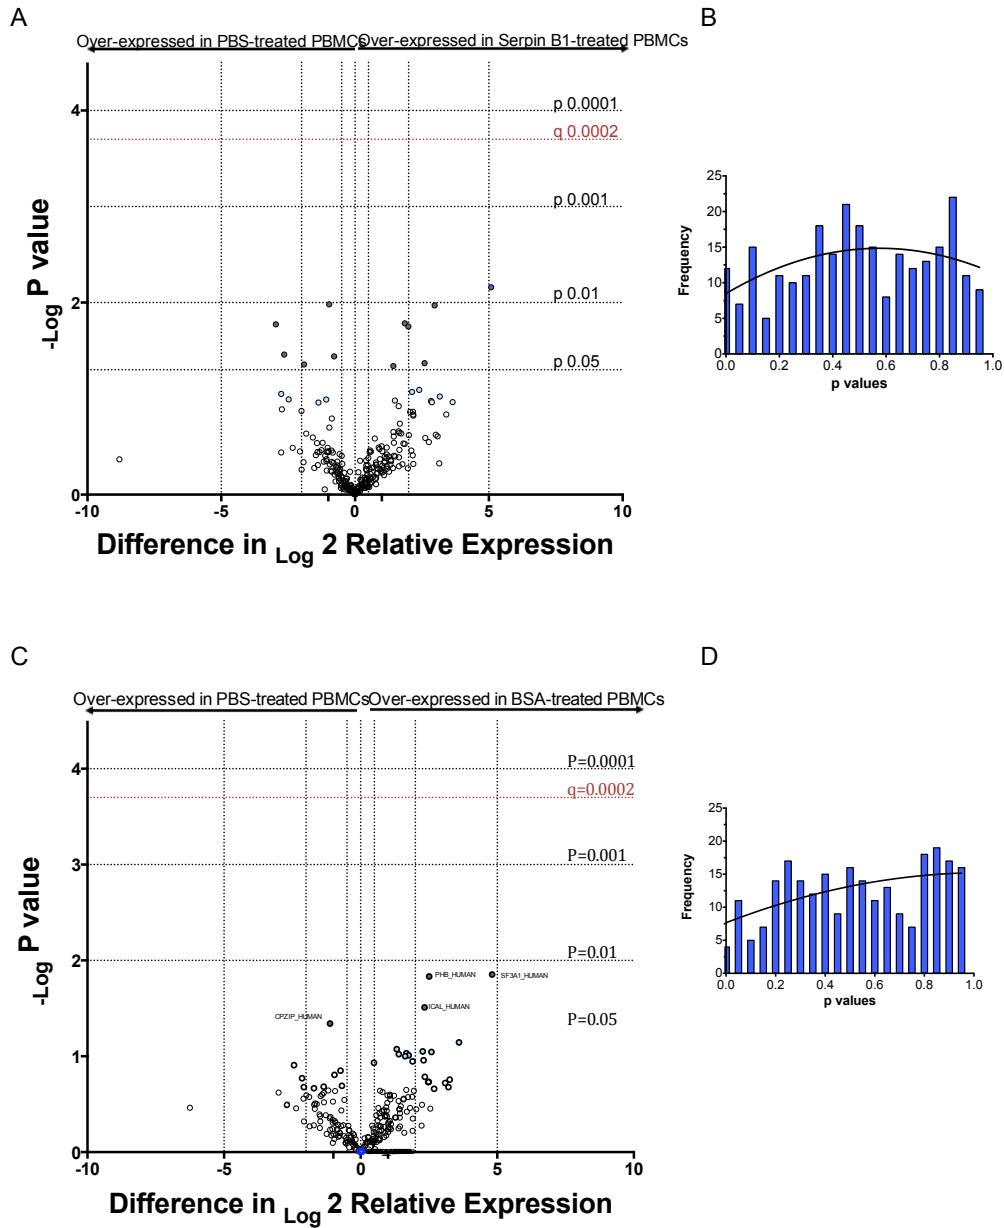 A
B
Over-expressed in PBS-treated PBMCs
Over-expressed in Serpin B1-treated PBMCs
4
p 0.0001
q 0.0002
p 0.001
2
p 0.01
p 0.05
0
-Log P value
-10
-5
0
5
10
Difference in Log 2 Relative Expression
25
20
15
10
5
0
Frequency
0.0
0.2
0.4
0.6
0.8
1.0
p values
C
D
Over-expressed in PBS-treated PBMCs
Over-expressed in BSA-treated PBMCs
4
P=0.0001
q=0.0002
3
P=0.001
2
P=0.01
PHB_HUMAN
SF3A1_HUMAN
ICAL_HUMAN
CPZIP_HUMAN
P=0.05
1
0
-Log P value
-10
-5
0
5
10
Difference in Log 2 Relative Expression
25
20
15
10
5
0
Frequency
0.0
0.2
0.4
0.6
0.8
1.0
p values